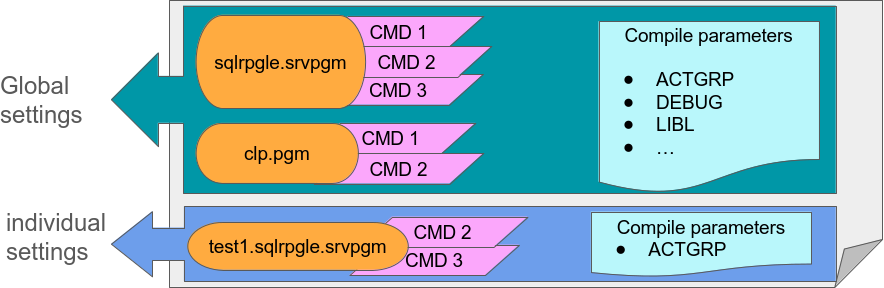 Global
settings
sqlrpgle.srvpgm
CMD 1
CMD 2
CMD 3
clp.pgm
CMD 1
CMD 2
Compile parameters
● ACTGRP
● DEBUG
● LIBL
● …
individual
settings
test1.sqlrpgle.srvpgm
CMD 2
CMD 3
Compile parameters
● ACTGRP